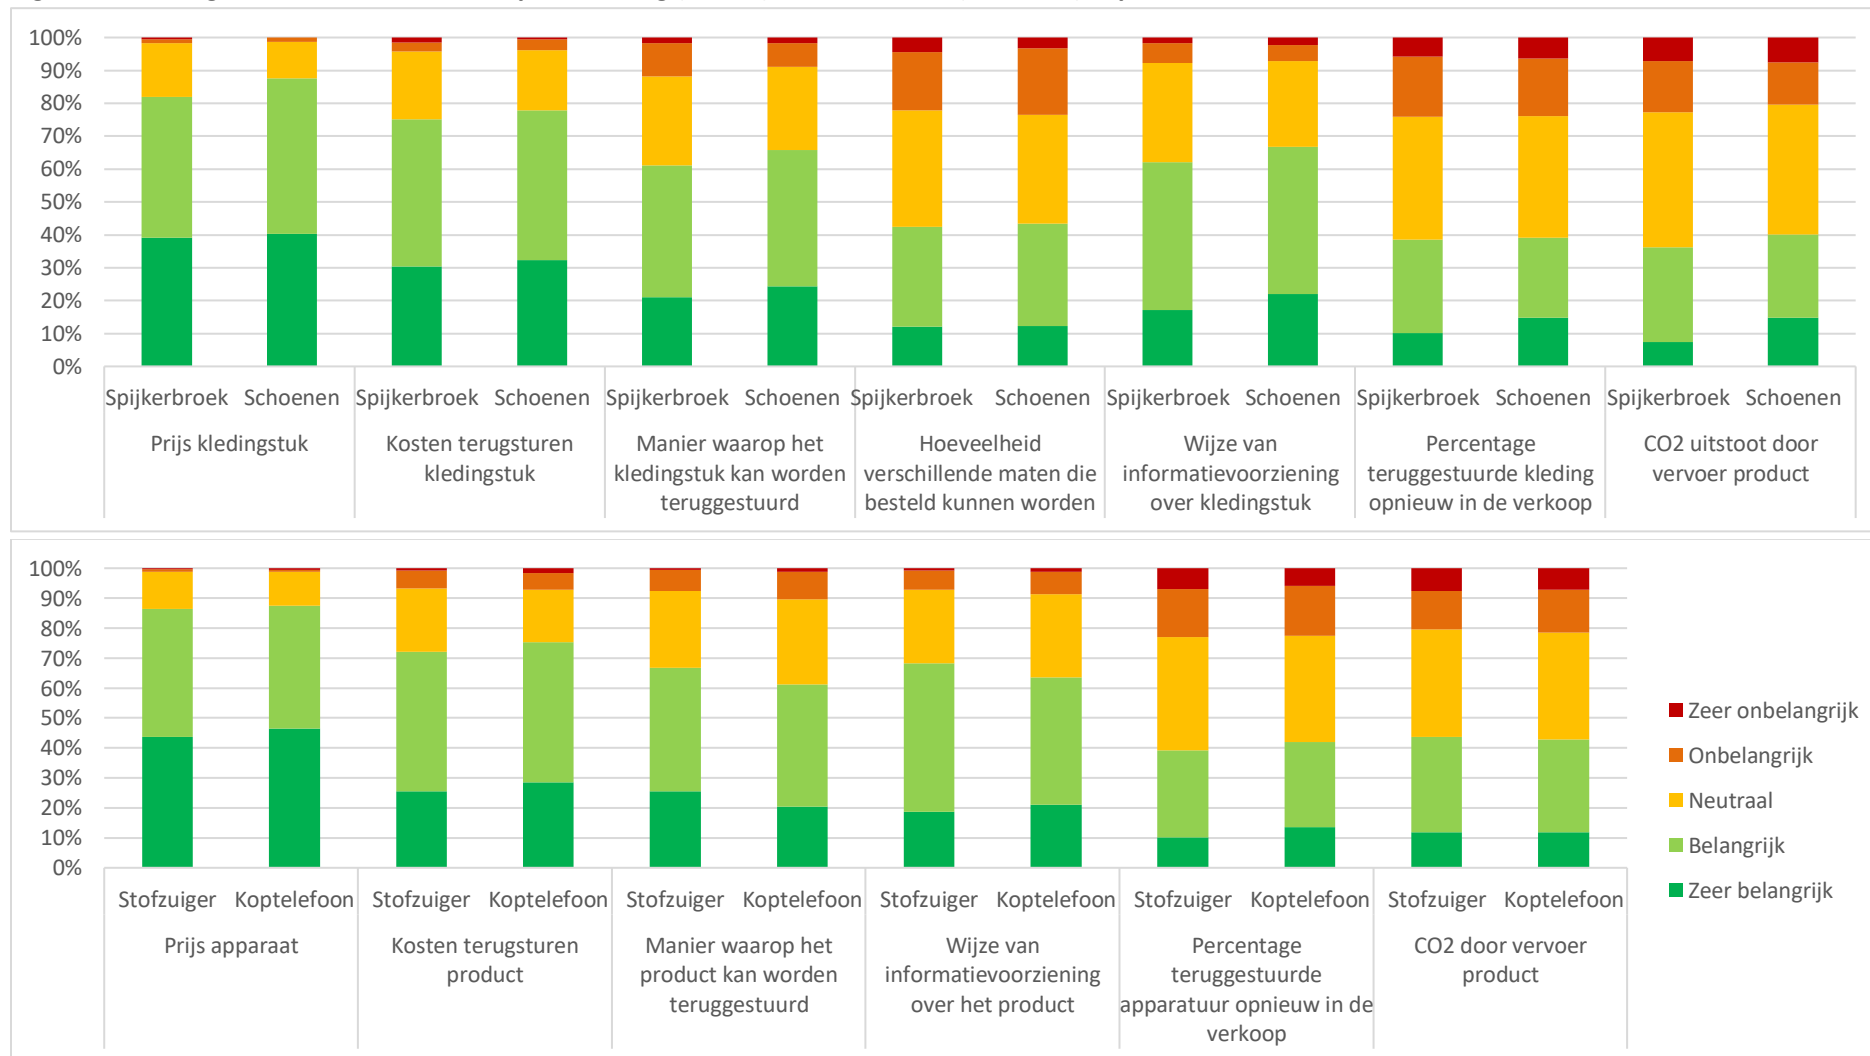 100%
90%
80%
70%
60%
50%
40%
30%
20%
10%
0%
Spijkerbroek Schoenen Spijkerbroek Schoenen Spijkerbroek Schoenen Spijkerbroek Schoenen Spijkerbroek Schoenen Spijkerbroek Schoenen Spijkerbroek Schoenen
Prijs kledingstuk
Kosten terugsturen
kledingstuk
Manier waarop het
kledingstuk kan worden
teruggestuurd
Hoeveelheid
verschillende maten die
besteld kunnen worden
Wijze van
informatievoorziening
over kledingstuk
Percentage
teruggestuurde kleding
opnieuw in de verkoop
CO2 uitstoot door
vervoer product
100%
90%
80%
70%
60%
50%
40%
30%
20%
10%
0%
Stofzuiger Koptelefoon Stofzuiger Koptelefoon Stofzuiger Koptelefoon Stofzuiger Koptelefoon Stofzuiger Koptelefoon Stofzuiger Koptelefoon
Prijs apparaat
Kosten terugsturen
product
Manier waarop het
product kan worden
teruggestuurd
Wijze van
informatievoorziening
over het product
Percentage
teruggestuurde
apparatuur opnieuw in de
verkoop
CO2 door vervoer
product
Zeer onbelangrijk
Onbelangrijk
Neutraal
Belangrijk
Zeer belangrijk